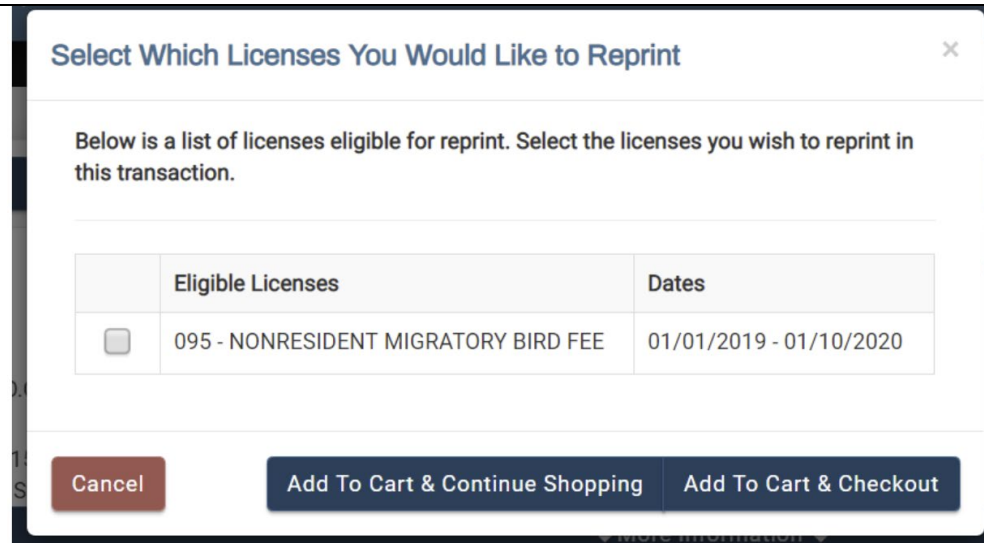 Select Which Licenses You Would Like to Reprint
×
Below is a list of licenses eligible for reprint. Select the licenses you wish to reprint in
this transaction.
Eligible Licenses Dates
095 - NONRESIDENT MIGRATORY BIRD FEE 01/01/2019 - 01/10/2020
Cancel Add To Cart & Continue Shopping Add To Cart & Checkout
More Information